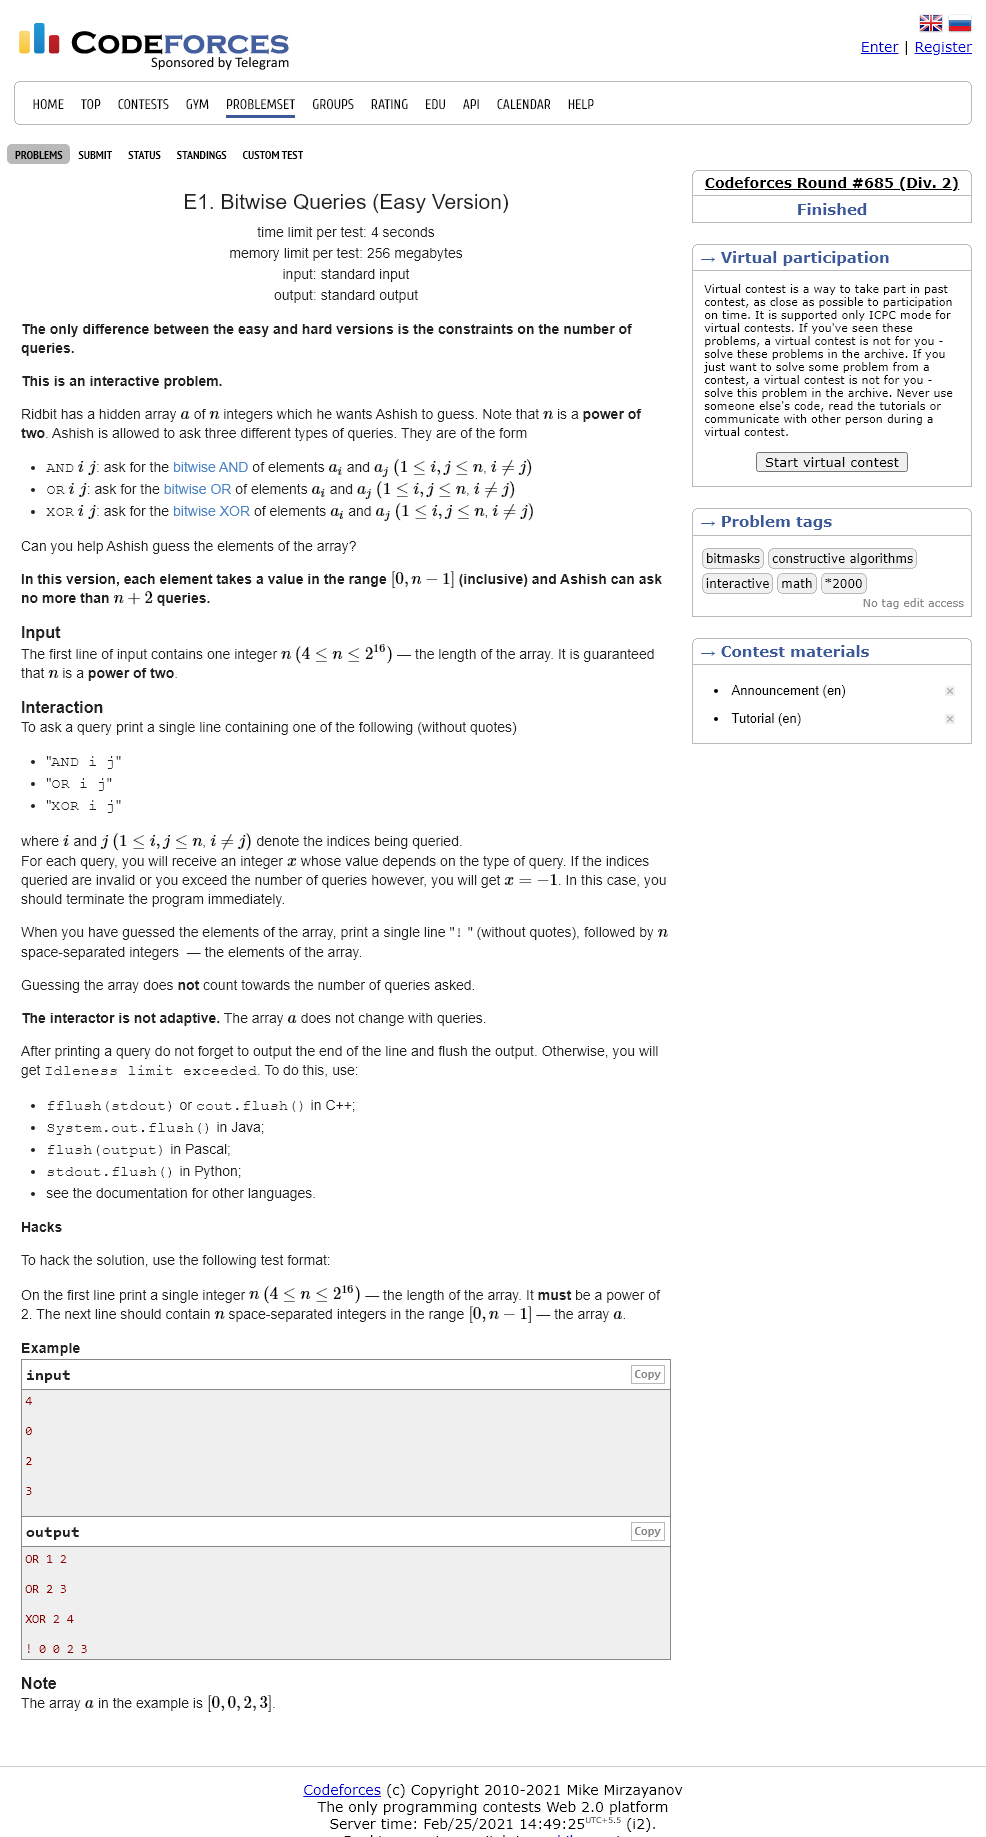 CODEFORCES
Sponsored by Telegram
Enter | Register
HOME TOP CONTESTS GYM PROBLEMSET GROUPS RATING EDU API CALENDAR HELP
PROBLEMS SUBMIT STATUS STANDINGS CUSTOM TEST
E1. Bitwise Queries (Easy Version)
time limit per test: 4 seconds
memory limit per test: 256 megabytes
input: standard input
output: standard output
The only difference between the easy and hard versions is the constraints on the number of
queries.
This is an interactive problem.
Ridbit has a hidden array a of n integers which he wants Ashish to guess. Note that n is a power of
two. Ashish is allowed to ask three different types of queries. They are of the form
• AND i j: ask for the bitwise AND of elements a_i and a_j (1 ≤ i, j ≤ n, i ≠ j)
• OR i j: ask for the bitwise OR of elements a_i and a_j (1 ≤ i, j ≤ n, i ≠ j)
• XOR i j: ask for the bitwise XOR of elements a_i and a_j (1 ≤ i, j ≤ n, i ≠ j)
Can you help Ashish guess the elements of the array?
In this version, each element takes a value in the range [0, n − 1] (inclusive) and Ashish can ask
no more than n + 2 queries.
Input
The first line of input contains one integer n (4 ≤ n ≤ 2^16) — the length of the array. It is guaranteed
that n is a power of two.
Interaction
To ask a query print a single line containing one of the following (without quotes)
• "AND i j"
• "OR i j"
• "XOR i j"
where i and j (1 ≤ i, j ≤ n, i ≠ j) denote the indices being queried.
For each query, you will receive an integer x whose value depends on the type of query. If the indices
queried are invalid or you exceed the number of queries however, you will get x = −1. In this case, you
should terminate the program immediately.
When you have guessed the elements of the array, print a single line "! " (without quotes), followed by n
space-separated integers — the elements of the array.
Guessing the array does not count towards the number of queries asked.
The interactor is not adaptive. The array a does not change with queries.
After printing a query do not forget to output the end of the line and flush the output. Otherwise, you will
get Idleness limit exceeded. To do this, use:
• fflush(stdout) or cout.flush() in C++;
• System.out.flush() in Java;
• flush(output) in Pascal;
• stdout.flush() in Python;
• see the documentation for other languages.
Hacks
To hack the solution, use the following test format:
On the first line print a single integer n (4 ≤ n ≤ 2^16) — the length of the array. It must be a power of
2. The next line should contain n space-separated integers in the range [0, n − 1] — the array a.
Example
input Copy
4
0
2
3
output Copy
OR 1 2
OR 2 3
XOR 2 4
! 0 0 2 3
Note
The array a in the example is [0, 0, 2, 3].
Codeforces Round #685 (Div. 2)
Finished
→ Virtual participation
Virtual contest is a way to take part in past
contest, as close as possible to participation
on time. It is supported only ICPC mode for
virtual contests. If you've seen these
problems, a virtual contest is not for you -
solve these problems in the archive. If you
just want to solve some problem from a
contest, a virtual contest is not for you -
solve this problem in the archive. Never use
someone else's code, read the tutorials or
communicate with other person during a
virtual contest.
Start virtual contest
→ Problem tags
bitmasks constructive algorithms
interactive math *2000
No tag edit access
→ Contest materials
• Announcement (en)
• Tutorial (en)
Codeforces (c) Copyright 2010-2021 Mike Mirzayanov
The only programming contests Web 2.0 platform
Server time: Feb/25/2021 14:49:25 UTC+5.5 (i2).